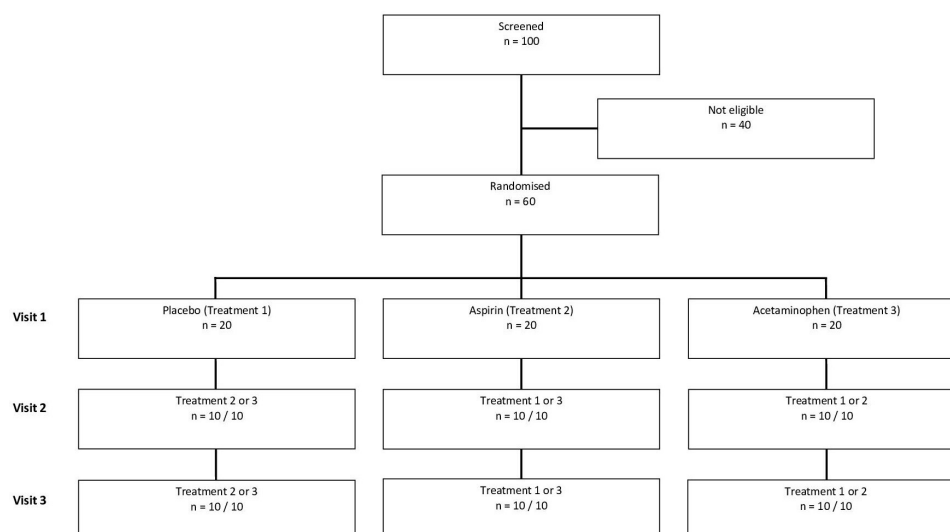 Screened
n = 100
Not eligible
n = 40
Randomised
n = 60
Visit 1
Placebo (Treatment 1)
n = 20
Aspirin (Treatment 2)
n = 20
Acetaminophen (Treatment 3)
n = 20
Visit 2
Treatment 2 or 3
n = 10 / 10
Treatment 1 or 3
n = 10 / 10
Treatment 1 or 2
n = 10 / 10
Visit 3
Treatment 2 or 3
n = 10 / 10
Treatment 1 or 3
n = 10 / 10
Treatment 1 or 2
n = 10 / 10